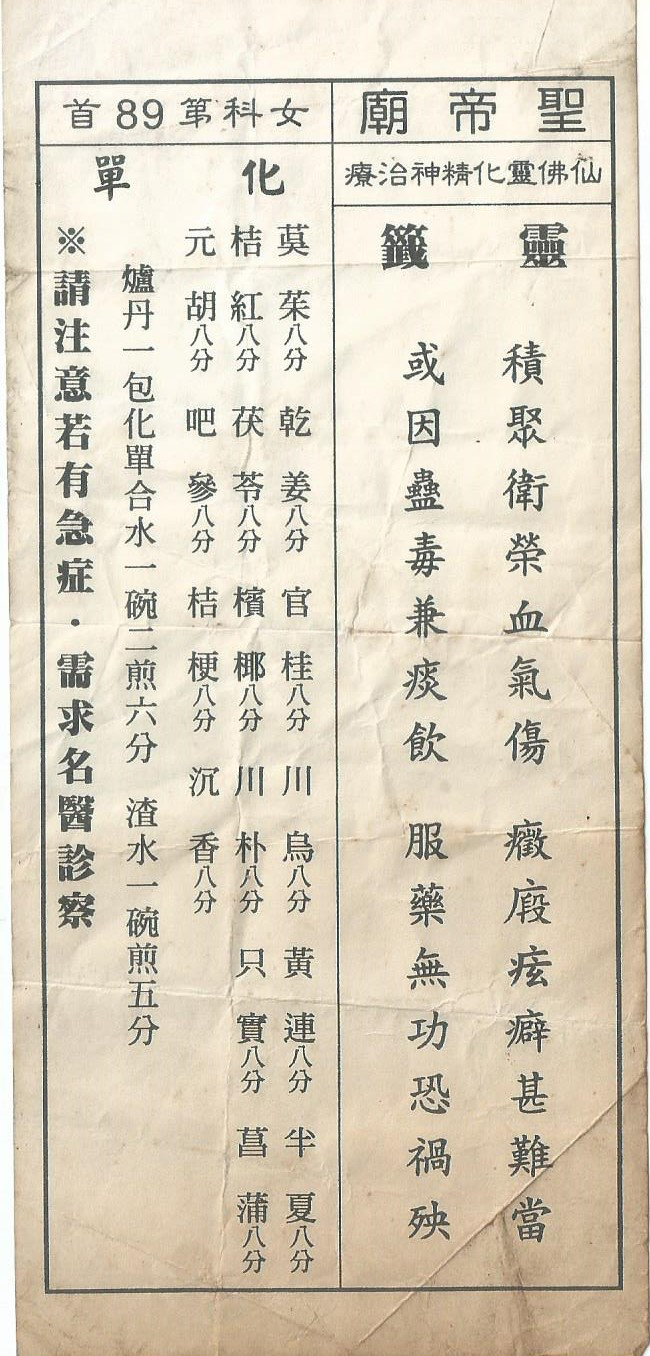 聖帝廟
仙佛靈化精神治療
靈籤
積聚衛榮血氣傷 癥瘕痃癖甚難當
或因蠱毒兼痰飲 服藥無功恐禍殃
女科第89首
化單
茣茱八分 乾姜八分 官桂八分 川烏八分 黃連八分 半夏八分
桔紅八分 茯苓八分 檳椰八分 川朴八分 只實八分 菖蒲八分
元胡八分 吧參八分 桔梗八分 沉香八分
爐丹一包化單合水一碗二煎六分 渣水一碗煎五分
※請注意若有急症．需求名醫診察